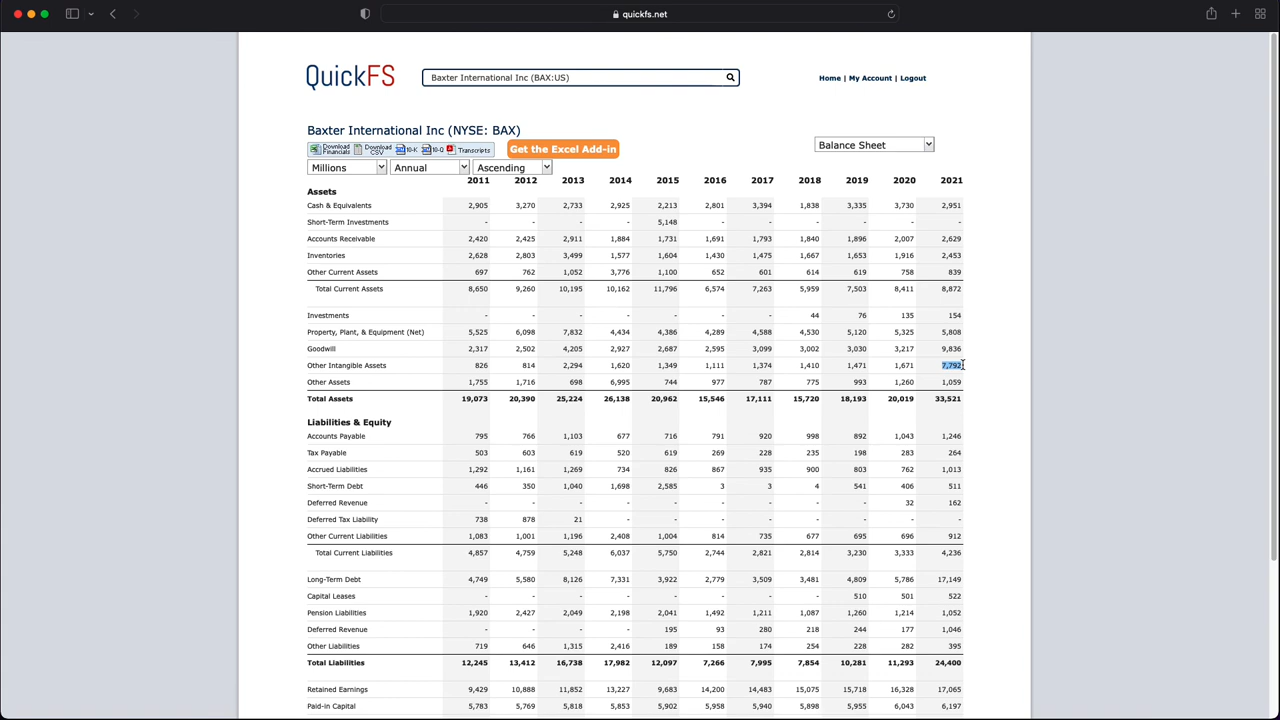 quickfs.net
QuickFS
Baxter International Inc (BAX:US)
Home | My Account | Logout
Baxter International Inc (NYSE: BAX)
Download Financials Download CSV 10-K 10-Q Transcripts Get the Excel Add-in
Balance Sheet
Millions Annual Ascending
2011 2012 2013 2014 2015 2016 2017 2018 2019 2020 2021
Assets
Cash & Equivalents 2,905 3,270 2,733 2,925 2,213 2,801 3,394 1,838 3,335 3,730 2,951
Short-Term Investments - - - - 5,148 - - - - - -
Accounts Receivable 2,420 2,425 2,911 1,884 1,731 1,691 1,793 1,840 1,896 2,007 2,629
Inventories 2,628 2,803 3,499 1,577 1,604 1,430 1,475 1,667 1,653 1,916 2,453
Other Current Assets 697 762 1,052 3,776 1,100 652 601 614 619 758 839
Total Current Assets 8,650 9,260 10,195 10,162 11,796 6,574 7,263 5,959 7,503 8,411 8,872
Investments - - - - - - - 44 76 135 154
Property, Plant, & Equipment (Net) 5,525 6,098 7,832 4,434 4,386 4,289 4,588 4,530 5,120 5,325 5,808
Goodwill 2,317 2,502 4,205 2,927 2,687 2,595 3,099 3,002 3,030 3,217 9,836
Other Intangible Assets 826 814 2,294 1,620 1,349 1,111 1,374 1,410 1,471 1,671 7,792
Other Assets 1,755 1,716 698 6,995 744 977 787 775 993 1,260 1,059
Total Assets 19,073 20,390 25,224 26,138 20,962 15,546 17,111 15,720 18,193 20,019 33,521
Liabilities & Equity
Accounts Payable 795 766 1,103 677 716 791 920 998 892 1,043 1,246
Tax Payable 503 603 619 520 619 269 228 235 198 283 264
Accrued Liabilities 1,292 1,161 1,269 734 826 867 935 900 803 762 1,013
Short-Term Debt 446 350 1,040 1,698 2,585 3 3 4 541 406 511
Deferred Revenue - - - - - - - - - 32 162
Deferred Tax Liability 738 878 21 - - - - - - - -
Other Current Liabilities 1,083 1,001 1,196 2,408 1,004 814 735 677 695 696 912
Total Current Liabilities 4,857 4,759 5,248 6,037 5,750 2,744 2,821 2,814 3,230 3,333 4,236
Long-Term Debt 4,749 5,580 8,126 7,331 3,922 2,779 3,509 3,481 4,809 5,786 17,149
Capital Leases - - - - - - - - 510 501 522
Pension Liabilities 1,920 2,427 2,049 2,198 2,041 1,492 1,211 1,087 1,260 1,214 1,052
Deferred Revenue - - - - 195 93 280 218 244 177 1,046
Other Liabilities 719 646 1,315 2,416 189 158 174 254 228 282 395
Total Liabilities 12,245 13,412 16,738 17,982 12,097 7,266 7,995 7,854 10,281 11,293 24,400
Retained Earnings 9,429 10,888 11,852 13,227 9,683 14,200 14,483 15,075 15,718 16,328 17,065
Paid-in Capital 5,783 5,769 5,818 5,853 5,902 5,958 5,940 5,898 5,955 6,043 6,197